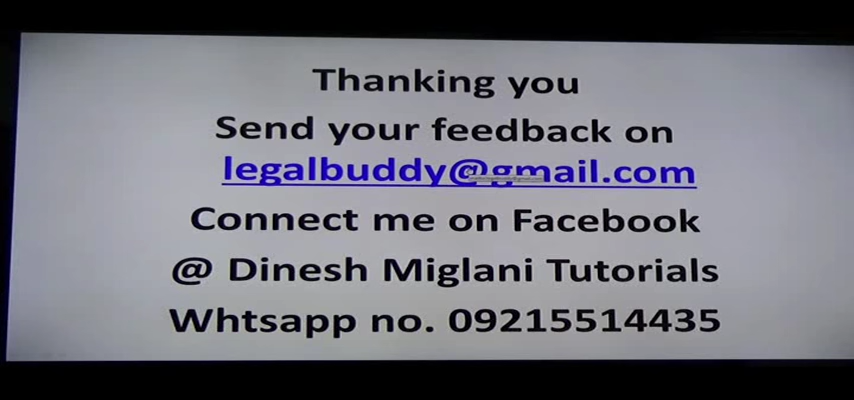 Thanking you
Send your feedback on
legalbuddy@gmail.com
Connect me on Facebook
@ Dinesh Miglani Tutorials
Whtsapp no. 09215514435